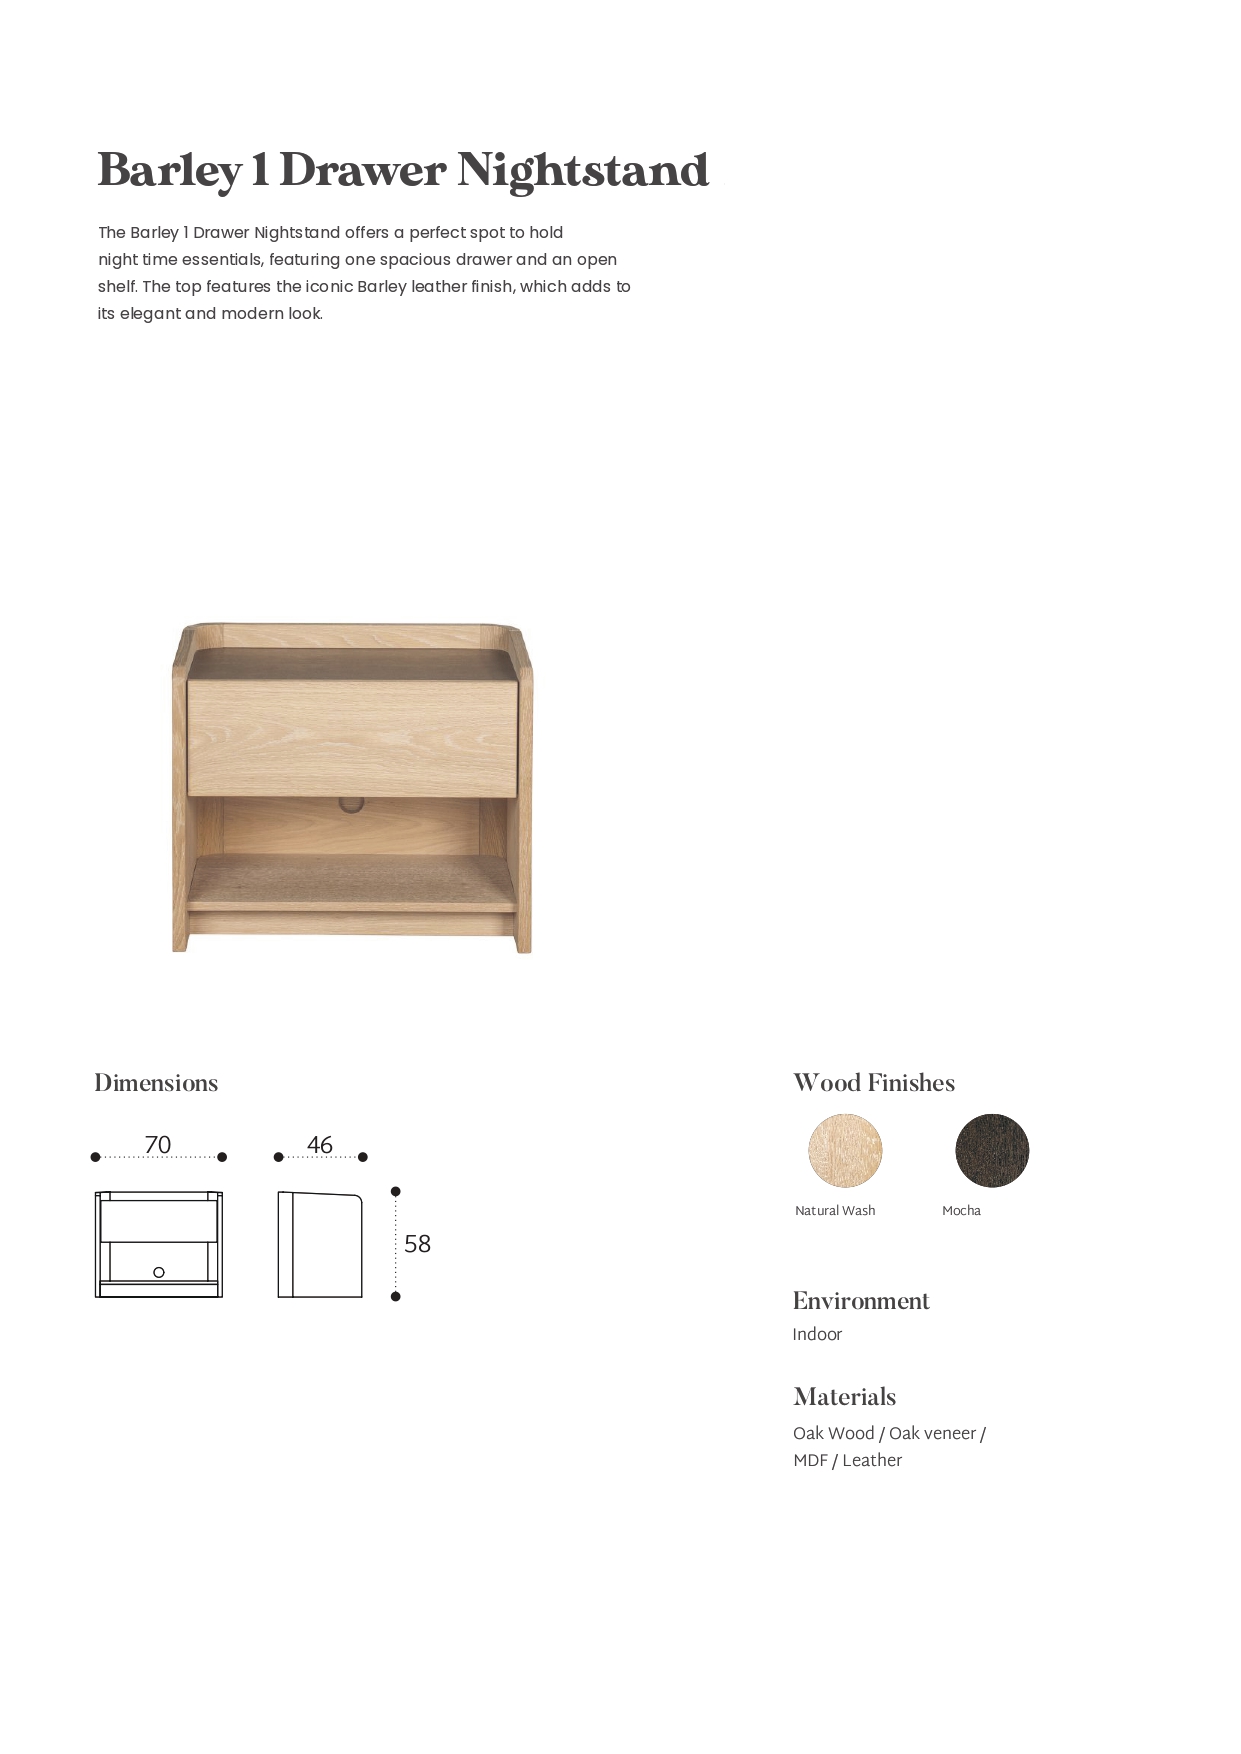 Barley 1 Drawer Nightstand
The Barley 1 Drawer Nightstand offers a perfect spot to hold
night time essentials, featuring one spacious drawer and an open
shelf. The top features the iconic Barley leather finish, which adds to
its elegant and modern look.
Dimensions
70
46
58
Wood Finishes
Natural Wash
Mocha
Environment
Indoor
Materials
Oak Wood / Oak veneer /
MDF / Leather